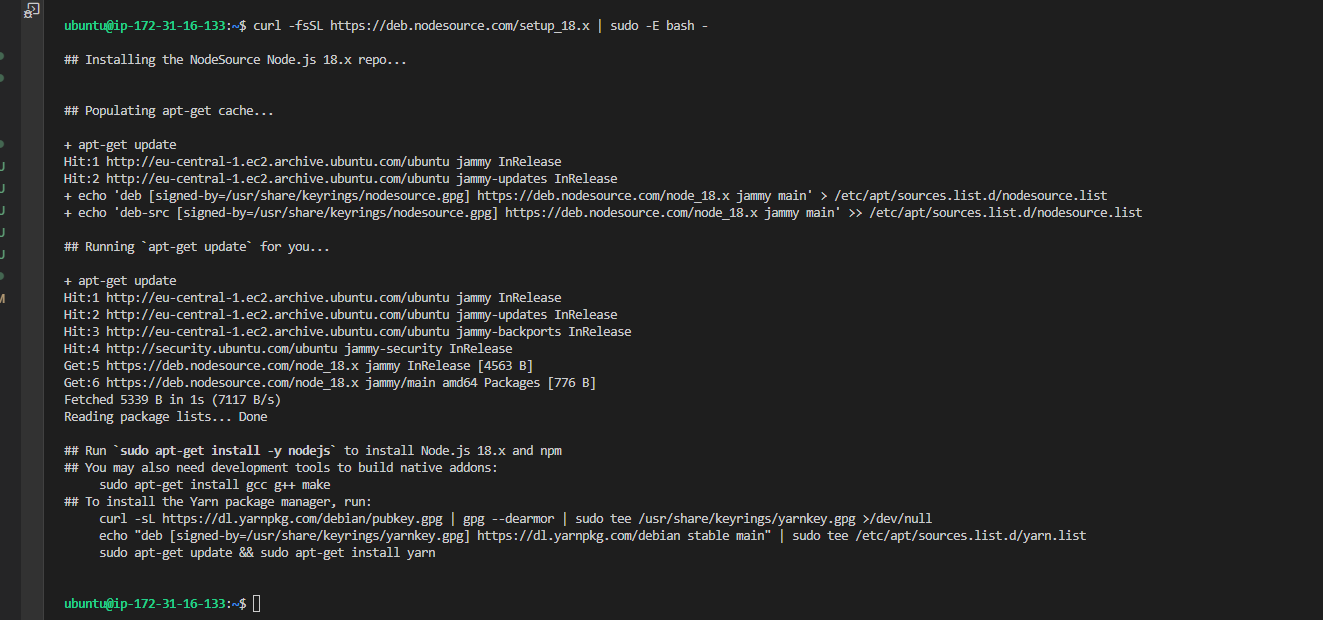 ubuntu@ip-172-31-16-133:~$ curl -fsSL https://deb.nodesource.com/setup_18.x | sudo -E bash -
## Installing the NodeSource Node.js 18.x repo...
## Populating apt-get cache...
+ apt-get update
Hit:1 http://eu-central-1.ec2.archive.ubuntu.com/ubuntu jammy InRelease
Hit:2 http://eu-central-1.ec2.archive.ubuntu.com/ubuntu jammy-updates InRelease
+ echo 'deb [signed-by=/usr/share/keyrings/nodesource.gpg] https://deb.nodesource.com/node_18.x jammy main' > /etc/apt/sources.list.d/nodesource.list
+ echo 'deb-src [signed-by=/usr/share/keyrings/nodesource.gpg] https://deb.nodesource.com/node_18.x jammy main' >> /etc/apt/sources.list.d/nodesource.list
## Running `apt-get update` for you...
+ apt-get update
Hit:1 http://eu-central-1.ec2.archive.ubuntu.com/ubuntu jammy InRelease
Hit:2 http://eu-central-1.ec2.archive.ubuntu.com/ubuntu jammy-updates InRelease
Hit:3 http://eu-central-1.ec2.archive.ubuntu.com/ubuntu jammy-backports InRelease
Hit:4 http://security.ubuntu.com/ubuntu jammy-security InRelease
Get:5 https://deb.nodesource.com/node_18.x jammy InRelease [4563 B]
Get:6 https://deb.nodesource.com/node_18.x jammy/main amd64 Packages [776 B]
Fetched 5339 B in 1s (7117 B/s)
Reading package lists... Done
## Run `sudo apt-get install -y nodejs` to install Node.js 18.x and npm
## You may also need development tools to build native addons:
sudo apt-get install gcc g++ make
## To install the Yarn package manager, run:
curl -sL https://dl.yarnpkg.com/debian/pubkey.gpg | gpg --dearmor | sudo tee /usr/share/keyrings/yarnkey.gpg >/dev/null
echo "deb [signed-by=/usr/share/keyrings/yarnkey.gpg] https://dl.yarnpkg.com/debian stable main" | sudo tee /etc/apt/sources.list.d/yarn.list
sudo apt-get update && sudo apt-get install yarn
ubuntu@ip-172-31-16-133:~$